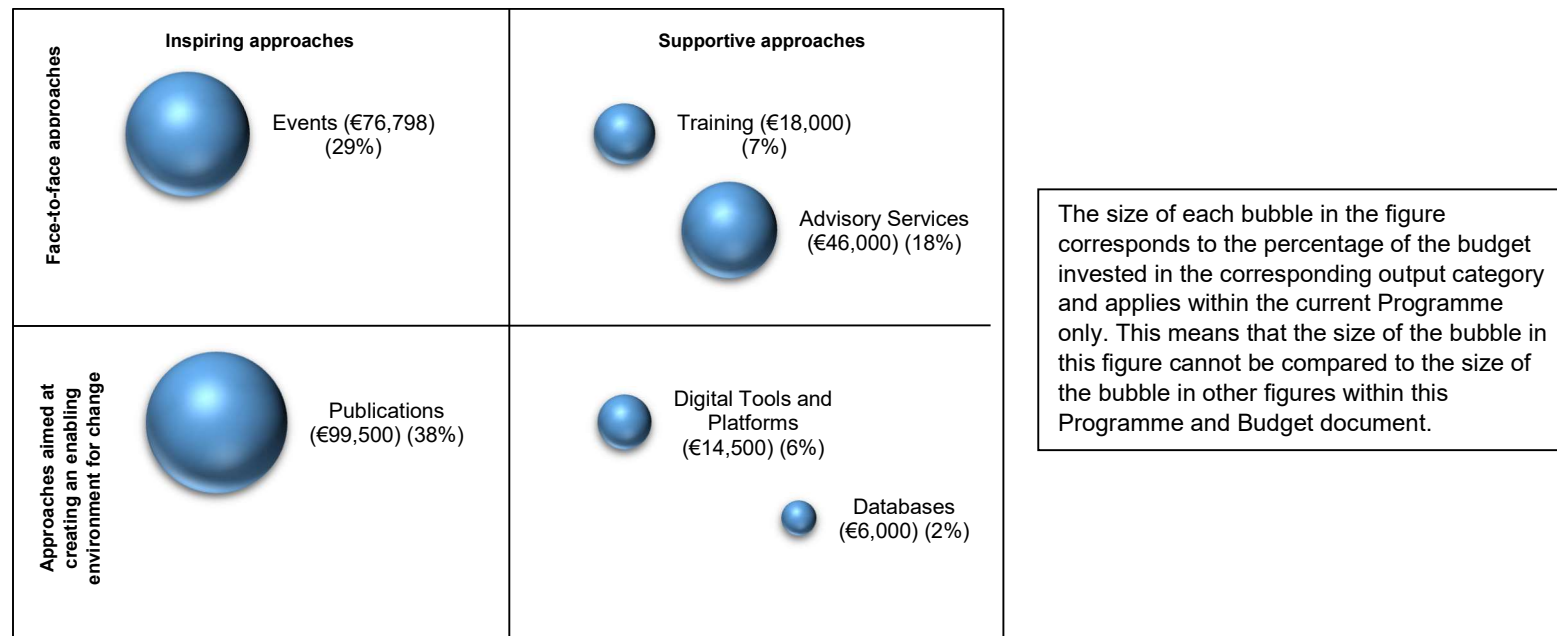 Inspiring approaches
Supportive approaches
Face-to-face approaches
Events (€76,798)
(29%)
Training (€18,000)
(7%)
Advisory Services
(€46,000) (18%)
Approaches aimed at
creating an enabling
environment for change
Publications
(€99,500) (38%)
Digital Tools and
Platforms
(€14,500) (6%)
Databases
(€6,000) (2%)
The size of each bubble in the figure
corresponds to the percentage of the budget
invested in the corresponding output category
and applies within the current Programme
only. This means that the size of the bubble in
this figure cannot be compared to the size of
the bubble in other figures within this
Programme and Budget document.